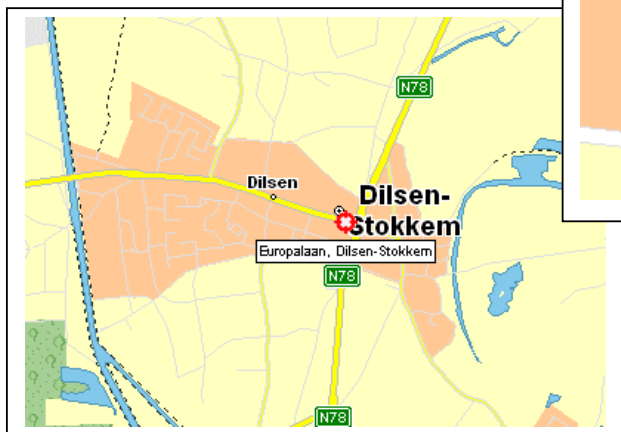 N78
Dilsen
Dilsen-
Stokkem
Europalaan, Dilsen-Stokkem
N78
N78